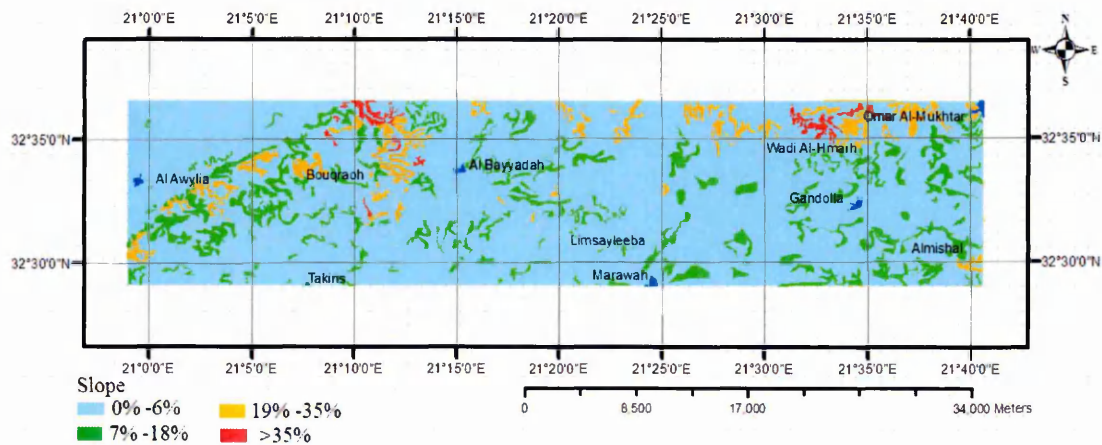 21°0'0"E 21°5'0"E 21°10'0"E 21°15'0"E 21°20'0"E 21°25'0"E 21°30'0"E 21°35'0"E 21°40'0"E
N
W E
S
Omar Al-Mukhtar
32°35'0"N 32°35'0"N
Wadi Al-Hmarh
Al Bayyadah
Al Awylia Bouqraph
Gandolla
Limsayleeba Almishal
32°30'0"N 32°30'0"N
Takins Marawah
21°0'0"E 21°5'0"E 21°10'0"E 21°15'0"E 21°20'0"E 21°25'0"E 21°30'0"E 21°35'0"E 21°40'0"E
Slope
0% -6% 19% -35%
7% -18% >35%
0 8,500 17,000 34,000 Meters